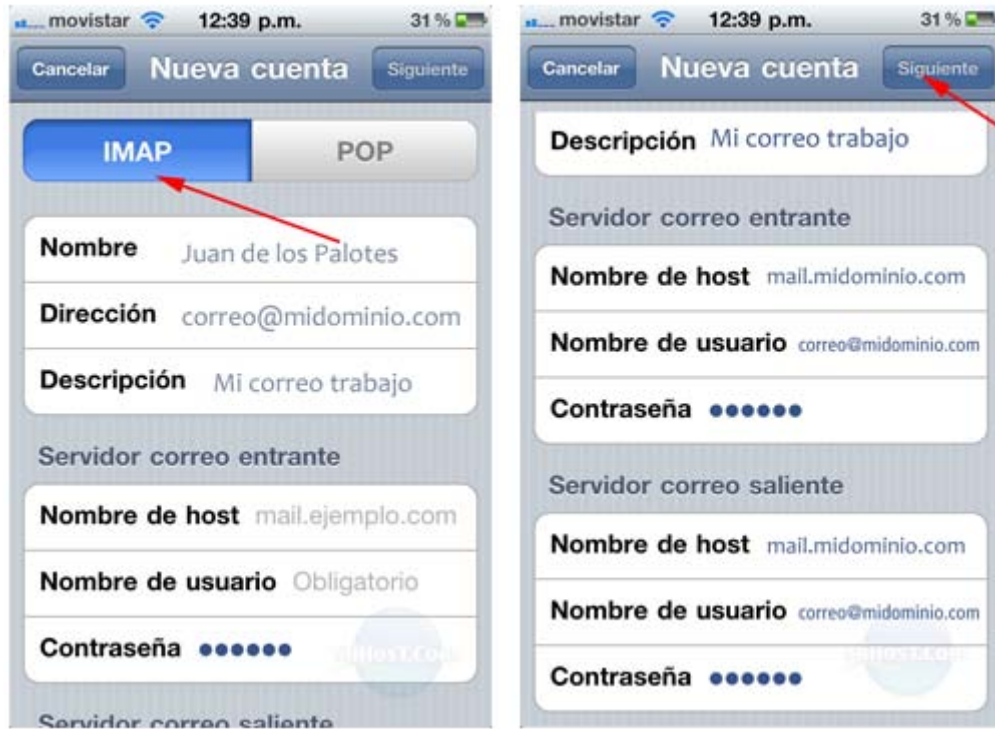 movistar 12:39 p.m. 31 %
Cancelar Nueva cuenta Siguiente
IMAP POP
Nombre Juan de los Palotes
Dirección correo@midominio.com
Descripción Mi correo trabajo
Servidor correo entrante
Nombre de host mail.ejemplo.com
Nombre de usuario Obligatorio
Contraseña ●●●●●●
Servidor correo saliente
movistar 12:39 p.m. 31 %
Cancelar Nueva cuenta Siguiente
Descripción Mi correo trabajo
Servidor correo entrante
Nombre de host mail.midominio.com
Nombre de usuario correo@midominio.com
Contraseña ●●●●●●
Servidor correo saliente
Nombre de host mail.midominio.com
Nombre de usuario correo@midominio.com
Contraseña ●●●●●●